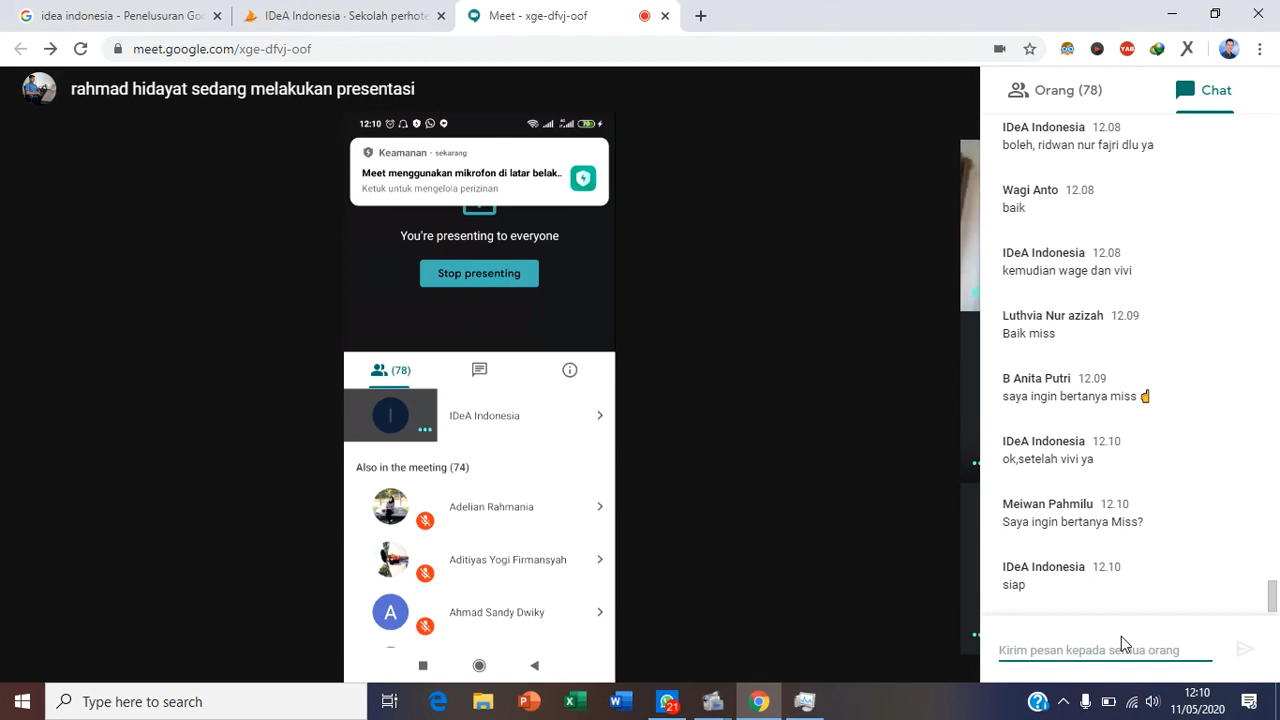 idea indonesia - Penelusuran Go
IDeA Indonesia - Sekolah perhote
Meet - xge-dfvj-oof
meet.google.com/xge-dfvj-oof
YAB
rahmad hidayat sedang melakukan presentasi
12:10
70
Keamanan - sekarang
Meet menggunakan mikrofon di latar belak..
Ketuk untuk mengelola perizinan
You're presenting to everyone
Stop presenting
(78)
I
IDeA Indonesia
Also in the meeting (74)
Adelian Rahmania
Aditiyas Yogi Firmansyah
A
Ahmad Sandy Dwiky
Orang (78)
Chat
IDeA Indonesia 12.08
boleh, ridwan nur fajri dlu ya
Wagi Anto 12.08
baik
IDeA Indonesia 12.08
kemudian wage dan vivi
Luthvia Nur azizah 12.09
Baik miss
B Anita Putri 12.09
saya ingin bertanya miss☝
IDeA Indonesia 12.10
ok,setelah vivi ya
Meiwan Pahmilu 12.10
Saya ingin bertanya Miss?
IDeA Indonesia 12.10
siap
Kirim pesan kepada semua orang
Type here to search
21
12:10
11/05/2020